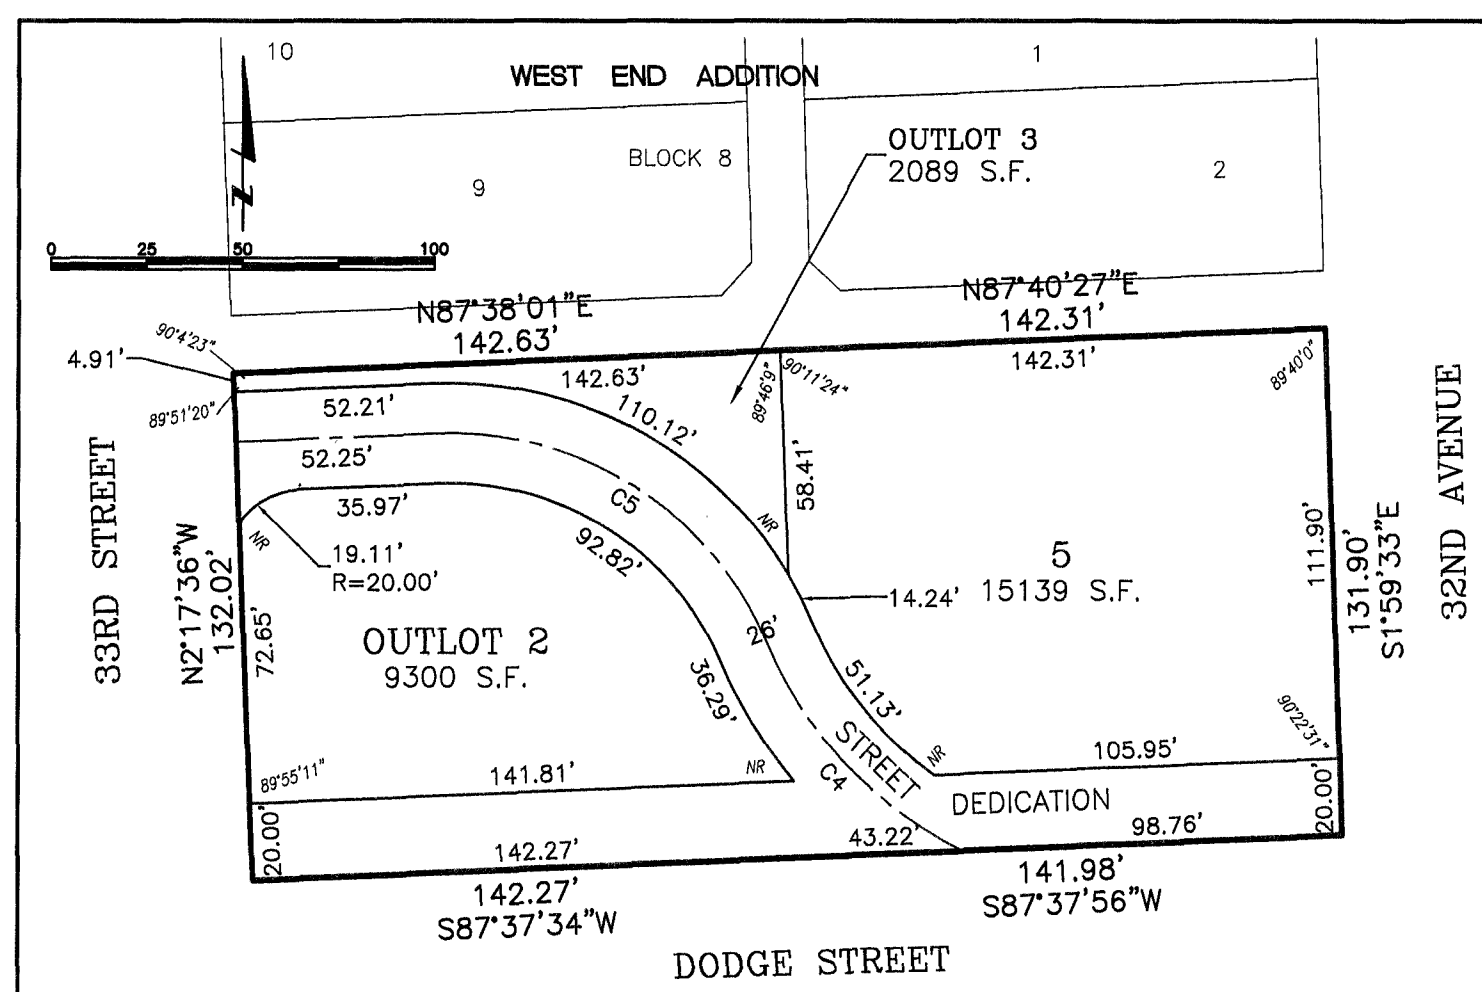 10
WEST END ADDITION
1
BLOCK 8
9
OUTLOT 3
2089 S.F.
2
N
0 25 50 100
N87°38'01"E
142.63'
N87°40'27"E
142.31'
90°4'23"
4.91'
142.63'
142.31'
89°46'9"
90°11'24"
89°40'0"
89°51'20"
52.21'
110.12'
52.25'
C5
58.41'
35.97'
NR
NR
92.82'
19.11'
R=20.00'
33RD STREET
N2°17'36"W
132.02'
72.65'
OUTLOT 2
9300 S.F.
5
15139 S.F.
14.24'
111.90'
131.90'
S1°59'33"E
32ND AVENUE
26'
36.29'
51.13'
90°22'31"
89°55'11"
141.81'
NR
NR
105.95'
STREET
C4
DEDICATION
20.00'
142.27'
43.22'
98.76'
20.00'
142.27'
S87°37'34"W
141.98'
S87°37'56"W
DODGE STREET